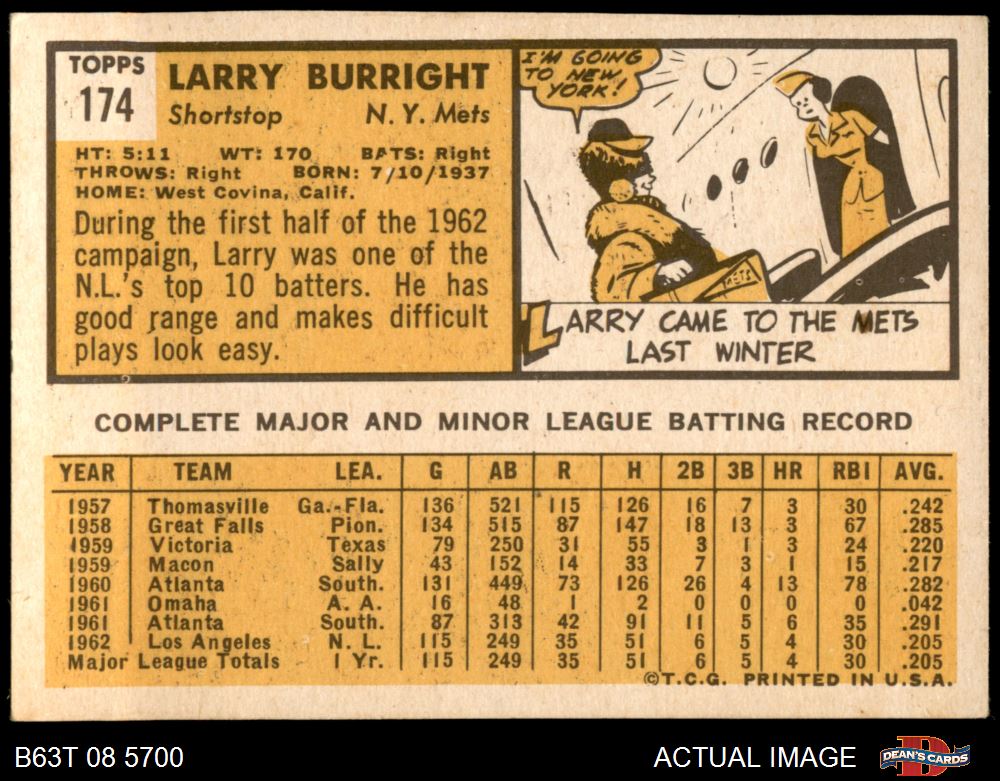 TOPPS
174
LARRY BURRIGHT
Shortstop N. Y. Mets
HT: 5:11 WT: 170 BATS: Right
THROWS: Right BORN: 7/10/1937
HOME: West Covina, Calif.
During the first half of the 1962
campaign, Larry was one of the
N.L.'s top 10 batters. He has
good range and makes difficult
plays look easy.
I'M GOING
TO NEW
YORK!
METS
LARRY CAME TO THE METS
LAST WINTER
COMPLETE MAJOR AND MINOR LEAGUE BATTING RECORD
YEAR TEAM LEA. G AB R H 2B 3B HR RBI AVG.
1957 Thomasville Ga.-Fla. 136 521 115 126 16 7 3 30 .242
1958 Great Falls Pion. 134 515 87 147 18 13 3 67 .285
1959 Victoria Texas 79 250 31 55 3 1 3 24 .220
1959 Macon Sally 43 152 14 33 7 3 1 15 .217
1960 Atlanta South. 131 449 73 126 26 4 13 78 .282
1961 Omaha A. A. 16 48 1 2 0 0 0 0 .042
1961 Atlanta South. 87 313 42 91 11 5 6 35 .291
1962 Los Angeles N. L. 115 249 35 51 6 5 4 30 .205
Major League Totals 1 Yr. 115 249 35 51 6 5 4 30 .205
©T.C.G. PRINTED IN U.S.A.
B63T 08 5700 ACTUAL IMAGE DEAN'S CARDS